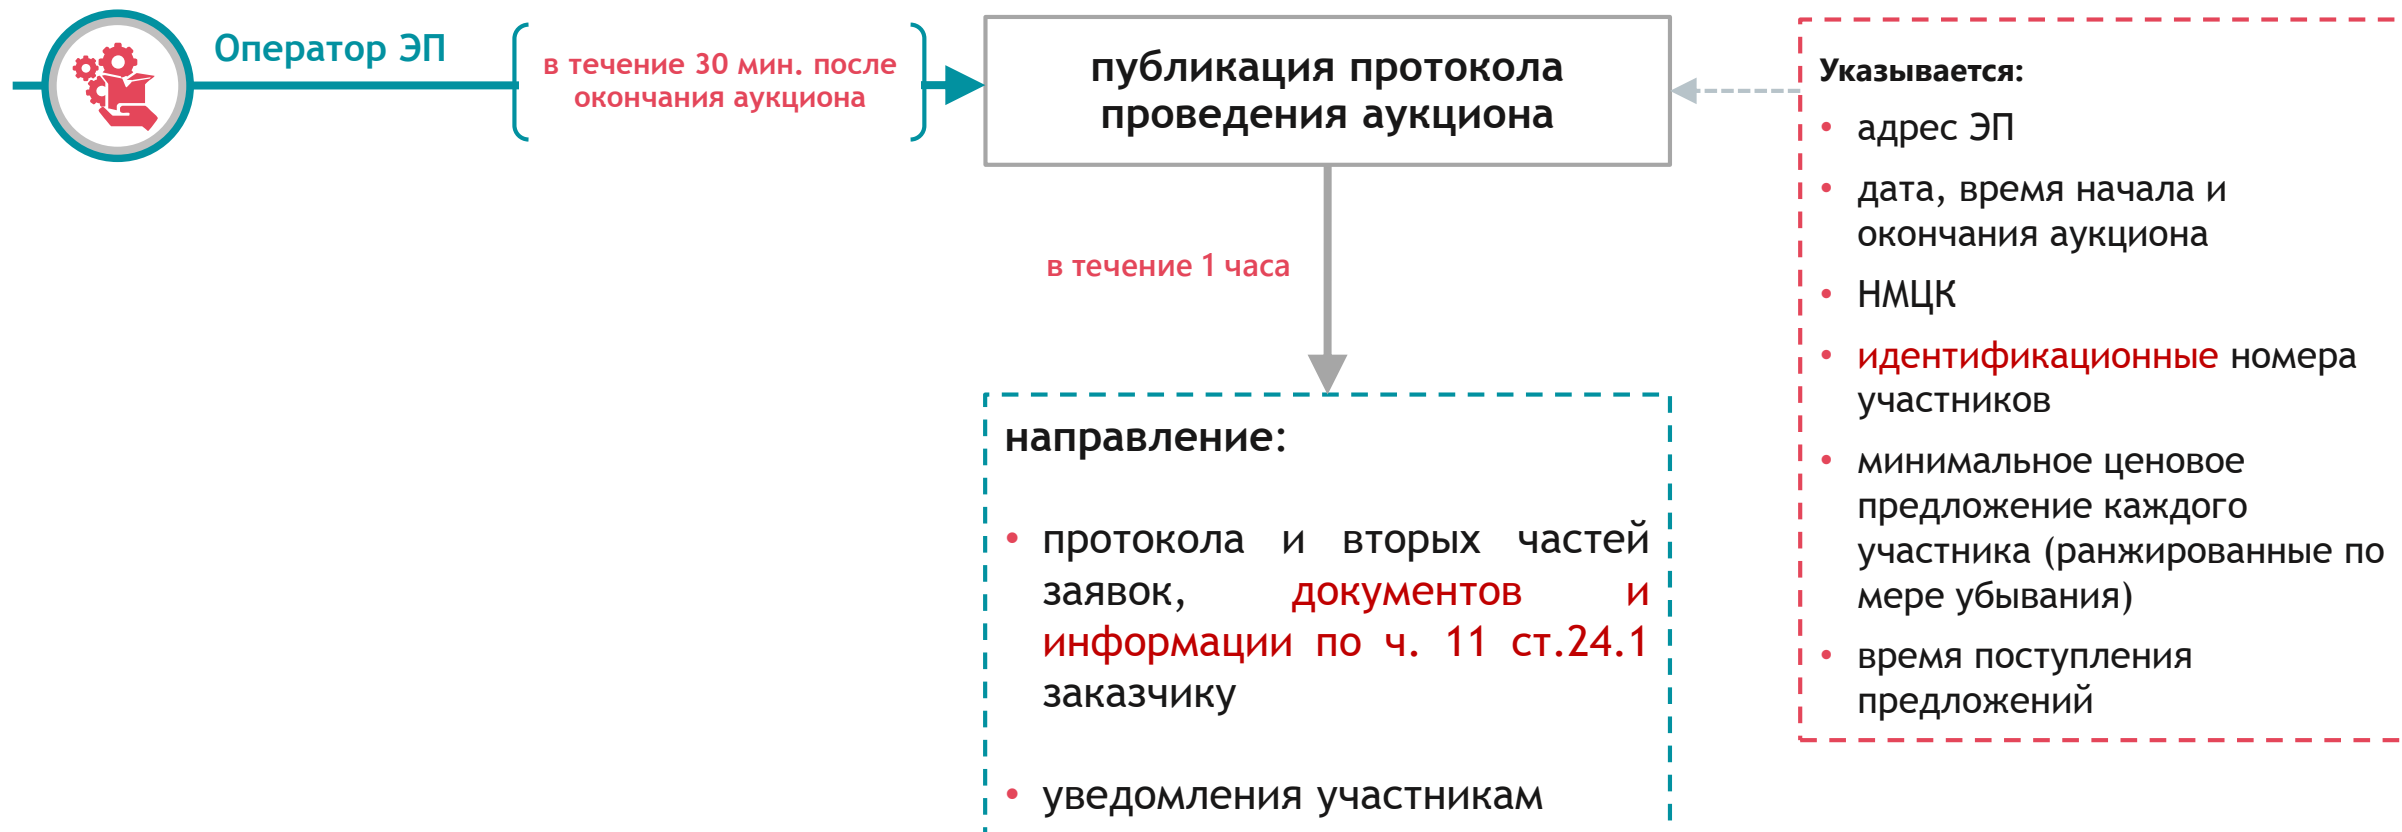 Оператор ЭП
в течение 30 мин. после
окончания аукциона
публикация протокола
проведения аукциона
в течение 1 часа
направление:
• протокола и вторых частей
заявок, документов и
информации по ч. 11 ст.24.1
заказчику
• уведомления участникам
Указывается:
• адрес ЭП
• дата, время начала и
окончания аукциона
• НМЦК
• идентификационные номера
участников
• минимальное ценовое
предложение каждого
участника (ранжированные по
мере убывания)
• время поступления
предложений